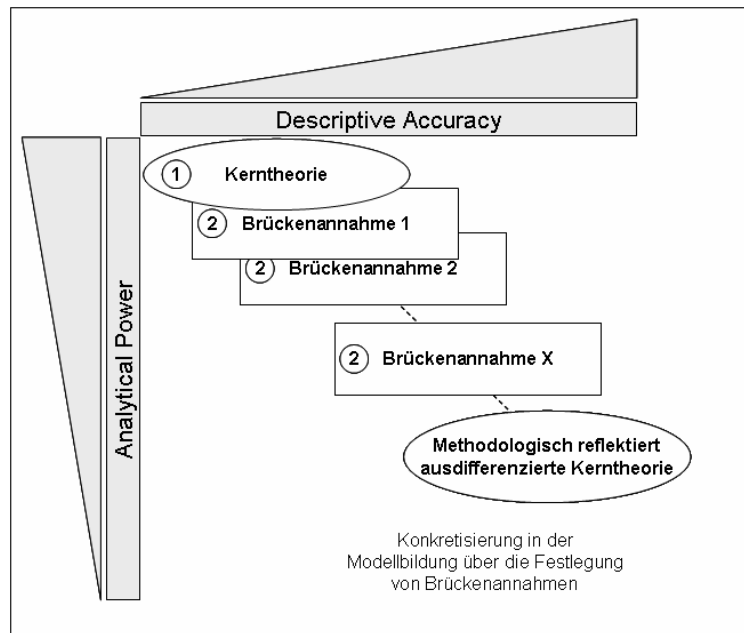 Descriptive Accuracy
Analytical Power
1 Kerntheorie
2 Brückenannahme 1
2 Brückenannahme 2
2 Brückenannahme X
Methodologisch reflektiert
ausdifferenzierte Kerntheorie
Konkretisierung in der
Modellbildung über die Festlegung
von Brückenannahmen